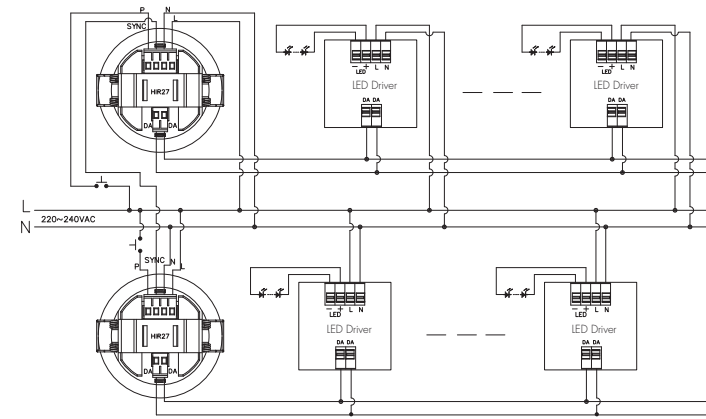 P N
SYNC L
HIR27
DA DA
− + L N
LED
LED Driver
DA DA
− + L N
LED
LED Driver
DA DA
L
220~240VAC
N
SYNC N
P L
HIR27
DA DA
− + L N
LED
LED Driver
DA DA
− + L N
LED
LED Driver
DA DA